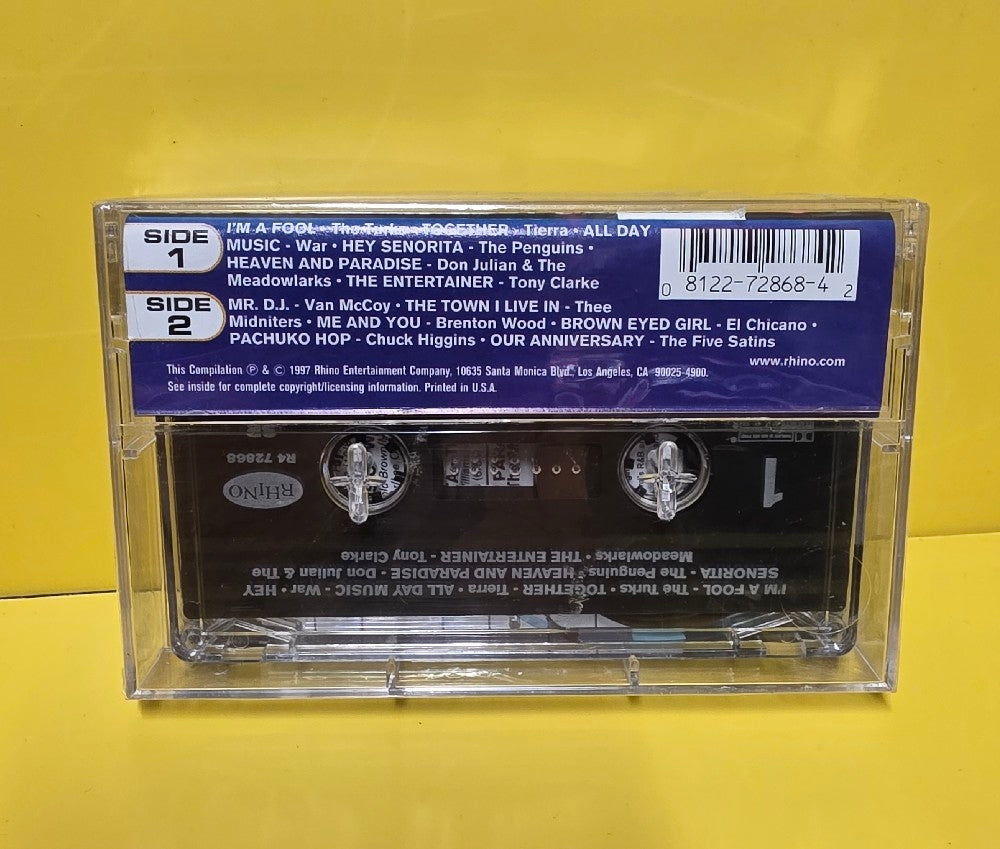 SIDE
1
I'M A FOOL • The Turks • TOGETHER - Tierra • ALL DAY
MUSIC - War • HEY SENORITA - The Penguins •
HEAVEN AND PARADISE - Don Julian & The
Meadowlarks • THE ENTERTAINER - Tony Clarke
SIDE
2
MR. D.J. - Van McCoy • THE TOWN I LIVE IN - Thee
Midniters • ME AND YOU - Brenton Wood • BROWN EYED GIRL - El Chicano •
PACHUKO HOP - Chuck Higgins • OUR ANNIVERSARY - The Five Satins
0 8122-72868-4 2
www.rhino.com
This Compilation Ⓟ & © 1997 Rhino Entertainment Company, 10635 Santa Monica Blvd. Los Angeles, CA 90025-4900.
See inside for complete copyright/licensing information. Printed in U.S.A.
I'M A FOOL - The Turks • TOGETHER - Tierra • ALL DAY MUSIC - War • HEY
SENORITA - The Penguins • HEAVEN AND PARADISE - Don Julian & The
Meadowlarks • THE ENTERTAINER - Tony Clarke
1
RHINO
R4 72868